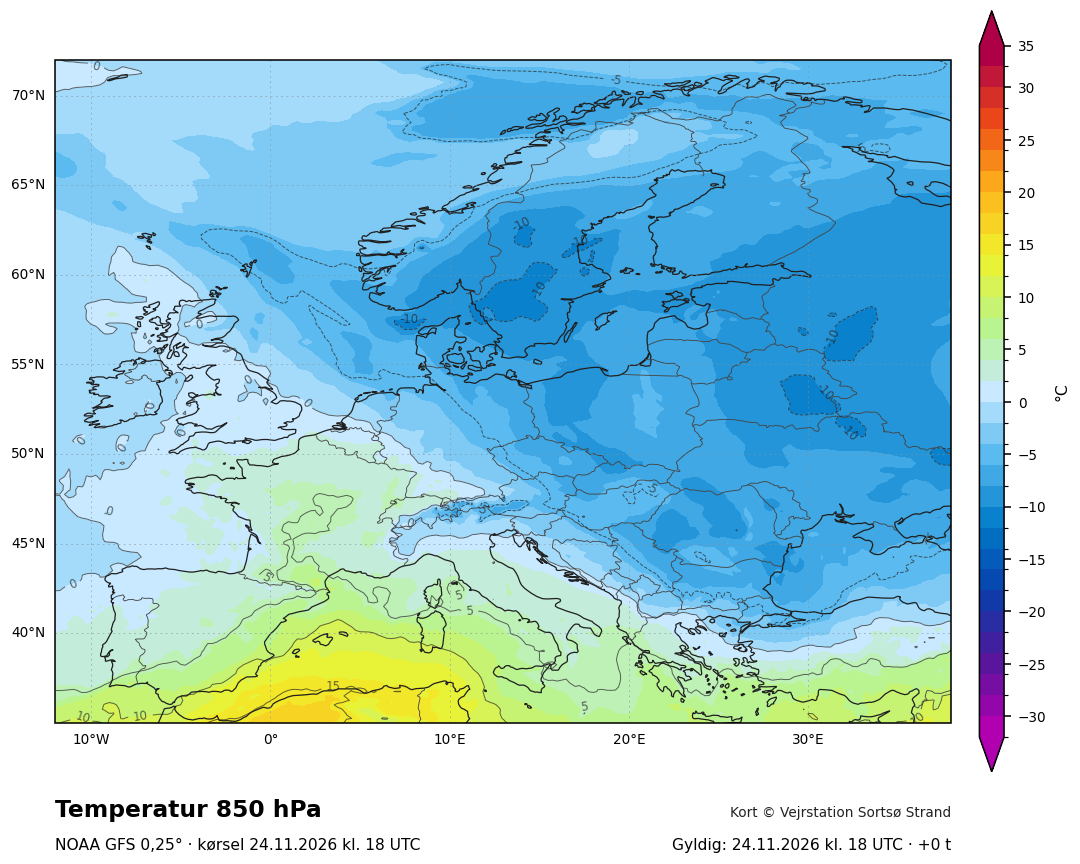 70°N
65°N
60°N
55°N
50°N
45°N
40°N
10°W
0°
10°E
20°E
30°E
35
30
25
20
15
10
5
0
−5
−10
−15
−20
−25
−30
°C
Temperatur 850 hPa
Kort © Vejrstation Sortsø Strand
NOAA GFS 0,25° · kørsel 24.11.2026 kl. 18 UTC
Gyldig: 24.11.2026 kl. 18 UTC · +0 t